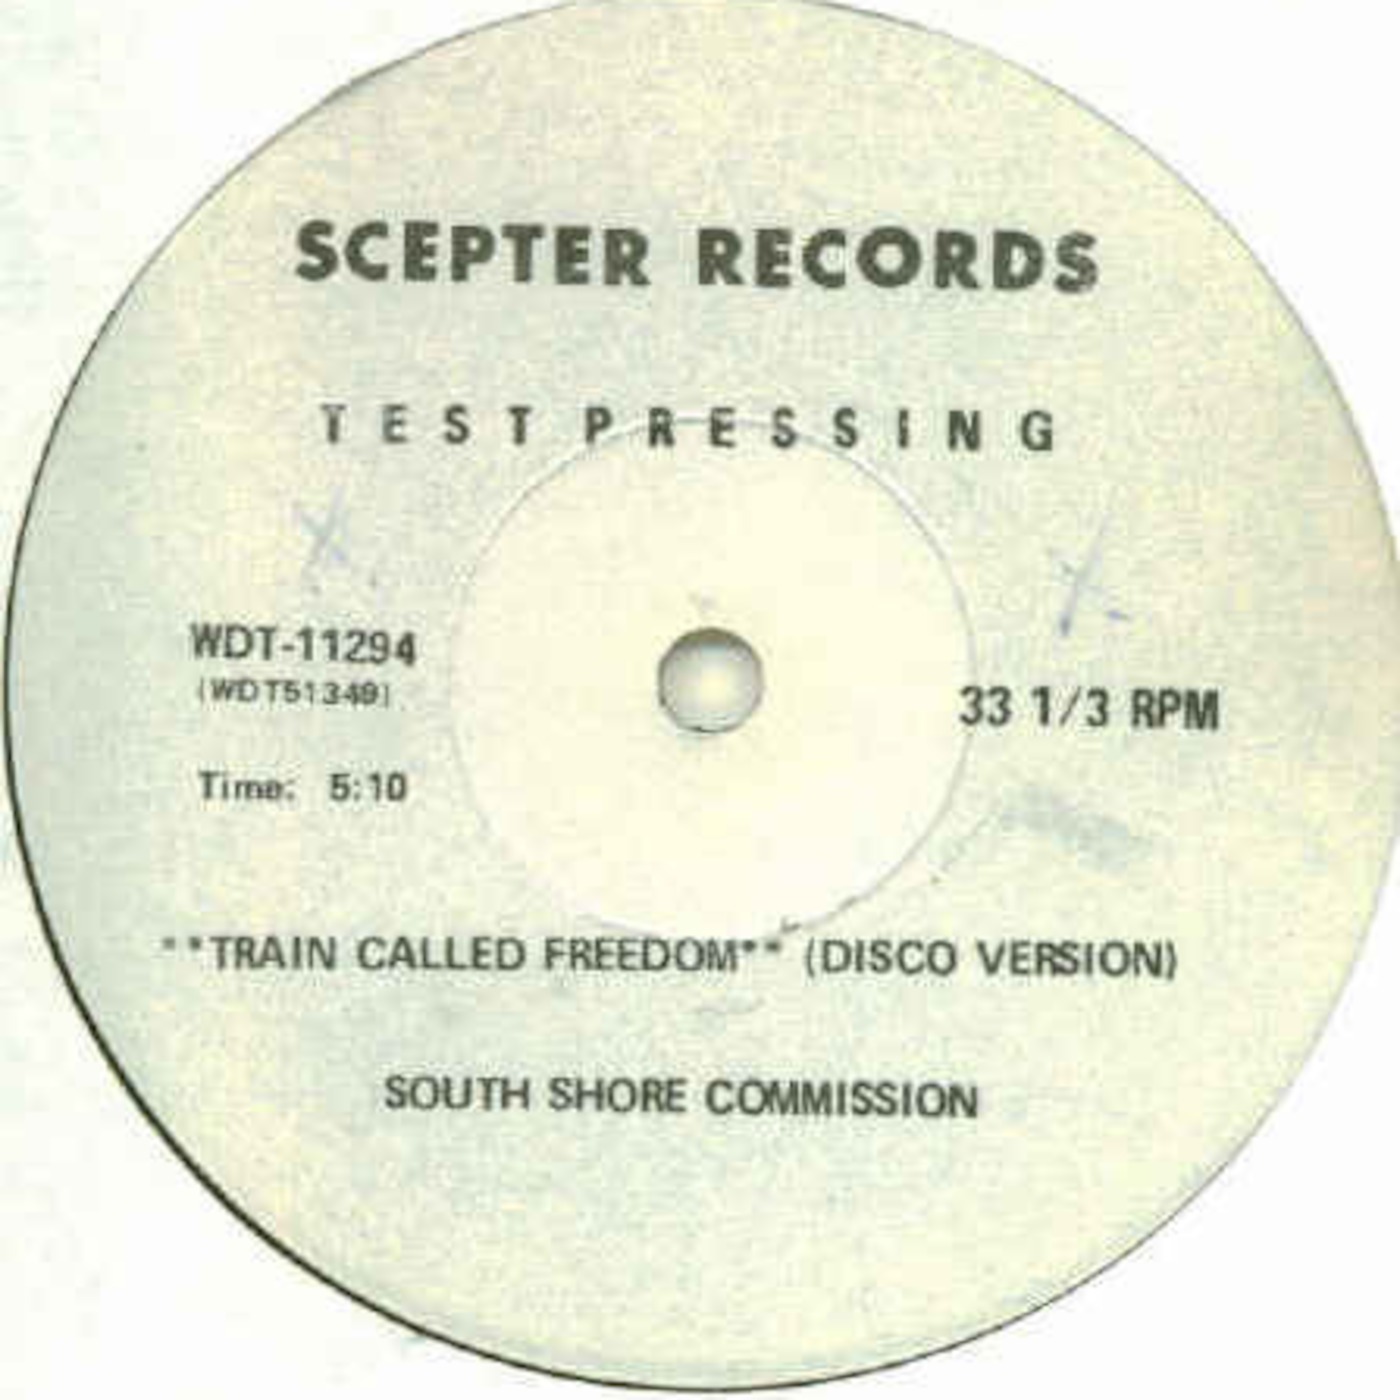 SCEPTER RECORDS
TEST PRESSING
WDT-11294
(WDT51349)
33 1/3 RPM
Time: 5:10
**TRAIN CALLED FREEDOM** (DISCO VERSION)
SOUTH SHORE COMMISSION